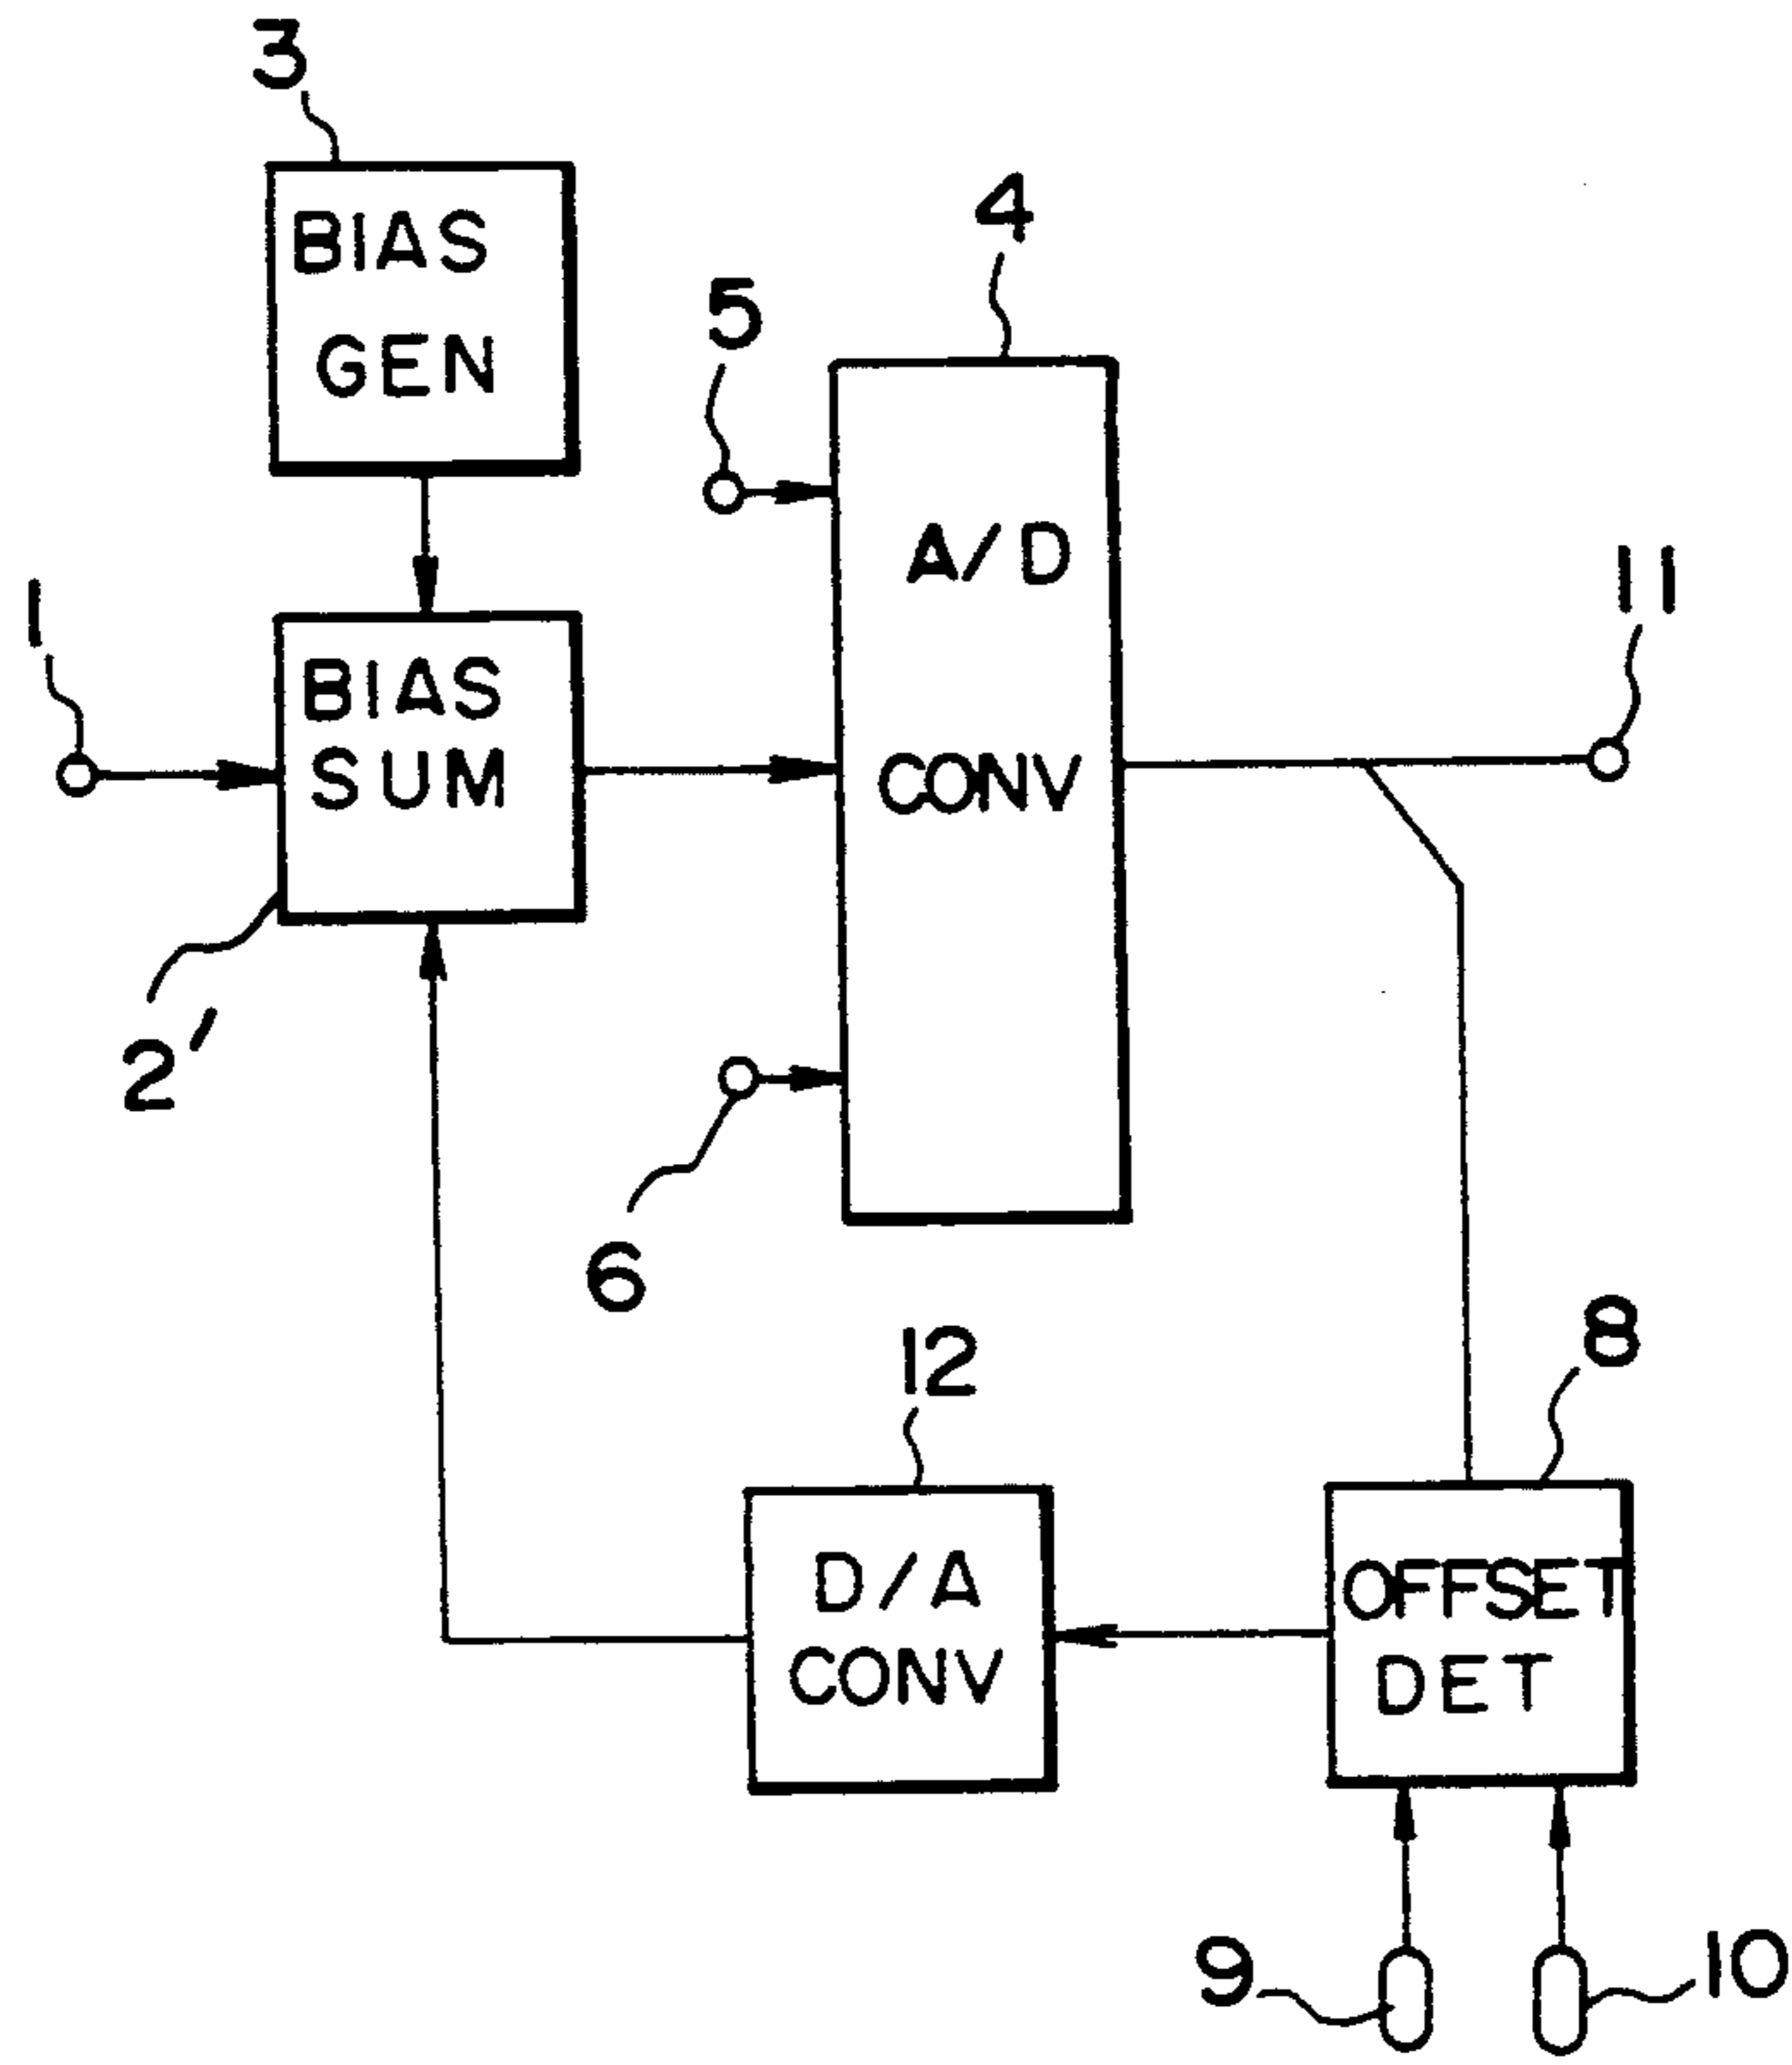 3
BIAS
GEN
4
5
A/D
CONV
11
1
BIAS
SUM
2'
6
12
8
D/A
CONV
OFFSET
DET
9
10